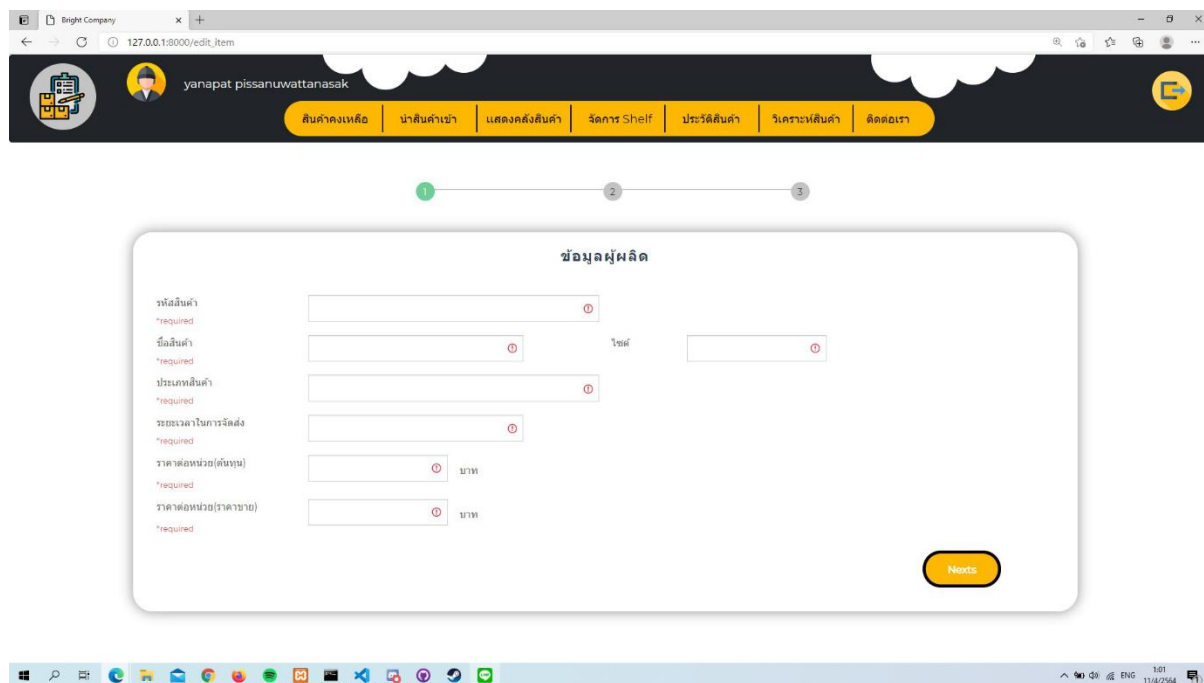 Bright Company
127.0.0.1:8000/edit_item
yanapat pissanuwattanasak
สินค้าคงเหลือ นำสินค้าเข้า แสดงคลังสินค้า จัดการ Shelf ประวัติสินค้า วิเคราะห์สินค้า ติดต่อเรา
1 2 3
ข้อมูลผู้ผลิต
รหัสสินค้า
*required
ชื่อสินค้า ไซต์
*required
ประเภทสินค้า
*required
ระยะเวลาในการจัดส่ง
*required
ราคาต่อหน่วย(ต้นทุน) บาท
*required
ราคาต่อหน่วย(ราคาขาย) บาท
*required
Nexts
ENG 1:01
11/4/2564